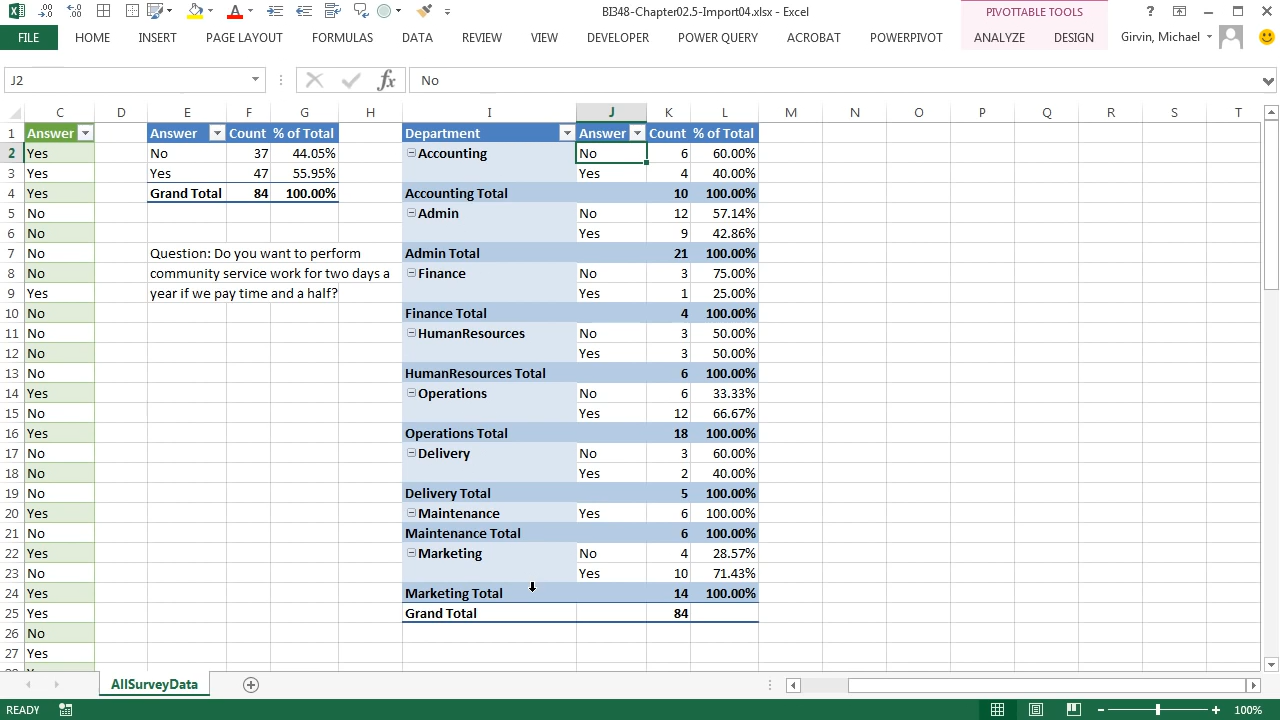 BI348-Chapter02.5-Import04.xlsx - Excel
PIVOTTABLE TOOLS
FILE HOME INSERT PAGE LAYOUT FORMULAS DATA REVIEW VIEW DEVELOPER POWER QUERY ACROBAT POWERPIVOT ANALYZE DESIGN Girvin, Michael
J2 fx No
C D E F G H I J K L M N O P Q R S T
1 Answer Answer Count % of Total Department Answer Count % of Total
2 Yes No 37 44.05% Accounting No 6 60.00%
3 Yes Yes 47 55.95% Yes 4 40.00%
4 Yes Grand Total 84 100.00% Accounting Total 10 100.00%
5 No Admin No 12 57.14%
6 No Yes 9 42.86%
7 No Question: Do you want to perform Admin Total 21 100.00%
8 No community service work for two days a Finance No 3 75.00%
9 Yes year if we pay time and a half? Yes 1 25.00%
10 No Finance Total 4 100.00%
11 No HumanResources No 3 50.00%
12 No Yes 3 50.00%
13 No HumanResources Total 6 100.00%
14 Yes Operations No 6 33.33%
15 No Yes 12 66.67%
16 Yes Operations Total 18 100.00%
17 No Delivery No 3 60.00%
18 No Yes 2 40.00%
19 No Delivery Total 5 100.00%
20 Yes Maintenance Yes 6 100.00%
21 No Maintenance Total 6 100.00%
22 Yes Marketing No 4 28.57%
23 No Yes 10 71.43%
24 Yes Marketing Total 14 100.00%
25 Yes Grand Total 84
26 No
27 Yes
AllSurveyData
READY 100%